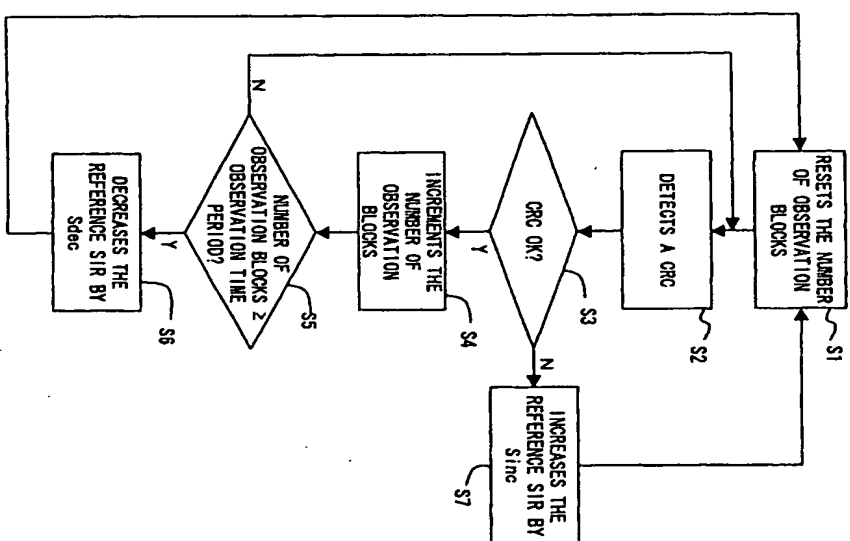 RESETS THE NUMBER
OF OBSERVATION
BLOCKS
S1
DETECTS A CRC
S2
CRC OK?
S3
Y
N
INCREMENTS THE
NUMBER OF
OBSERVATION
BLOCKS
S4
NUMBER OF
OBSERVATION BLOCKS ≥
OBSERVATION TIME
PERIOD?
S5
N
Y
DECREASES THE
REFERENCE SIR BY
Sdec
S6
INCREASES THE
REFERENCE SIR BY
Sinc
S7